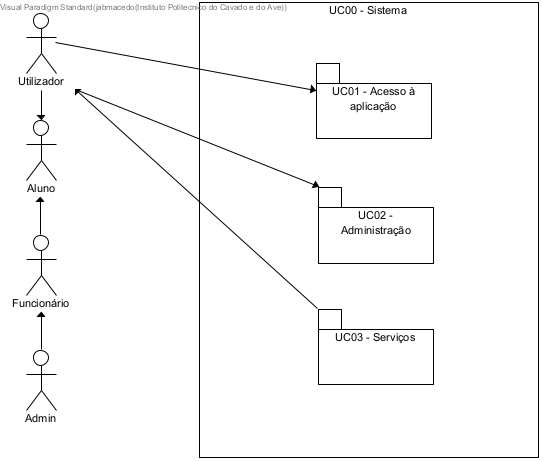 Visual Paradigm Standard(jabmacedo(Instituto Politecnico do Cavado e do Ave))
UC00 - Sistema
Utilizador
UC01 - Acesso à
aplicação
Aluno
UC02 -
Administração
Funcionário
UC03 - Serviços
Admin